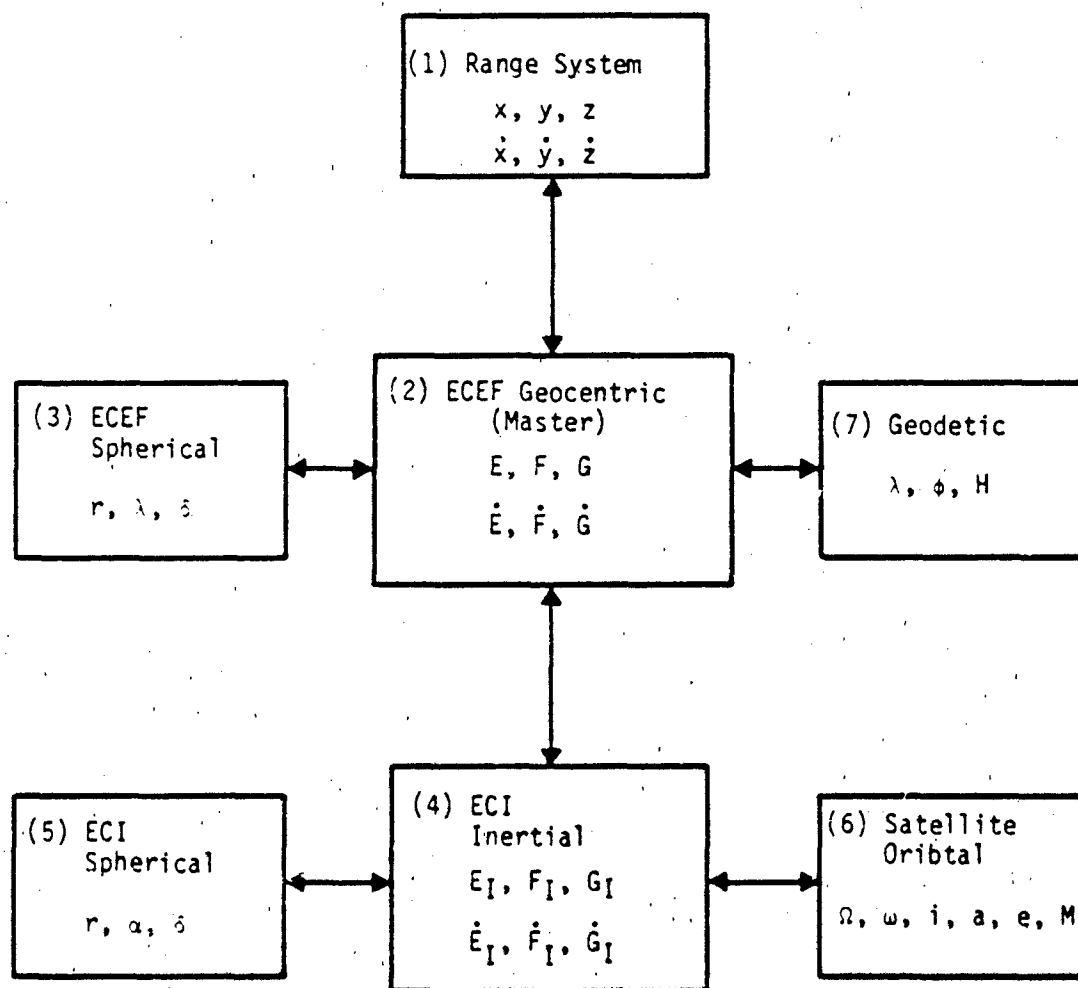 (1) Range System
x, y, z
ẋ, ẏ, ż
(2) ECEF Geocentric
(Master)
E, F, G
Ė, Ḟ, Ġ
(3) ECEF
Spherical
r, λ, δ
(7) Geodetic
λ, ϕ, H
(4) ECI
Inertial
E_I, F_I, G_I
Ė_I, Ḟ_I, Ġ_I
(5) ECI
Spherical
r, α, δ
(6) Satellite
Oribtal
Ω, ω, i, a, e, M